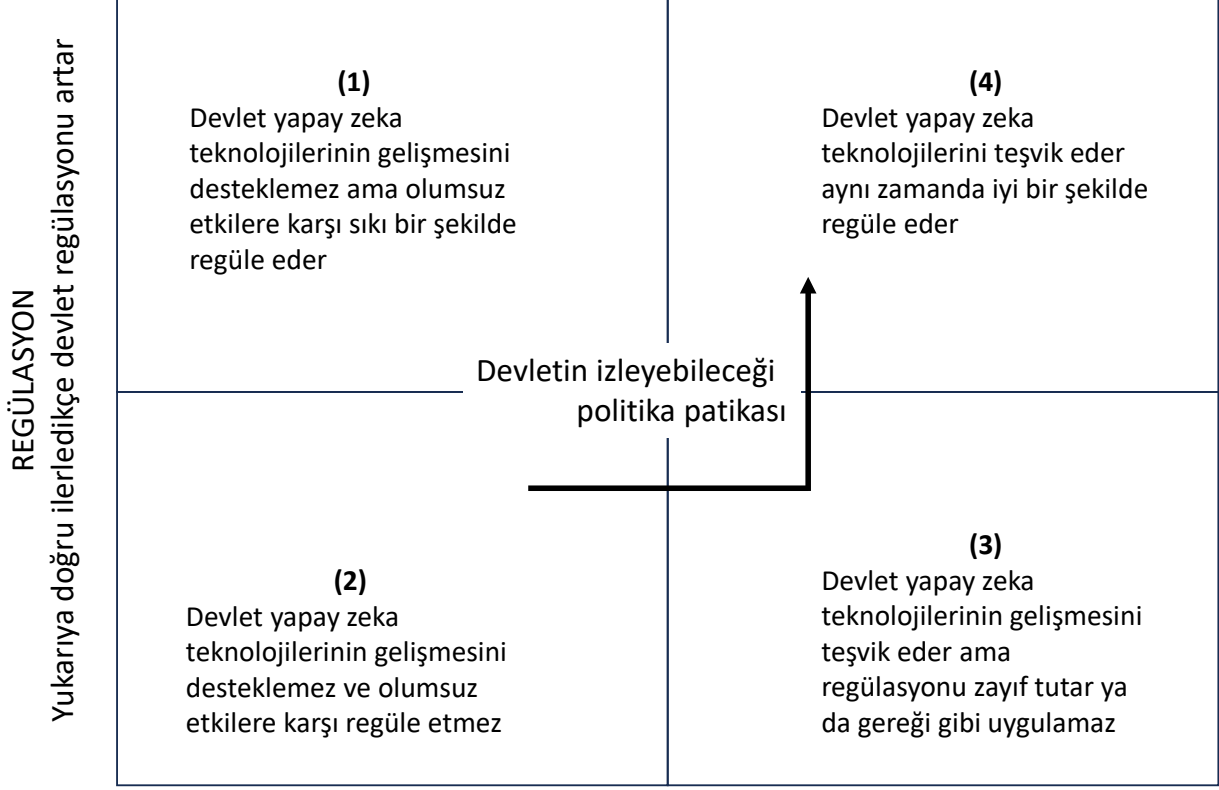 REGÜLASYON
Yukarıya doğru ilerledikçe devlet regülasyonu artar
(1)
Devlet yapay zeka
teknolojilerinin gelişmesini
desteklemez ama olumsuz
etkilere karşı sıkı bir şekilde
regüle eder
(4)
Devlet yapay zeka
teknolojilerini teşvik eder
aynı zamanda iyi bir şekilde
regüle eder
Devletin izleyebileceği
politika patikası
(2)
Devlet yapay zeka
teknolojilerinin gelişmesini
desteklemez ve olumsuz
etkilere karşı regüle etmez
(3)
Devlet yapay zeka
teknolojilerinin gelişmesini
teşvik eder ama
regülasyonu zayıf tutar ya
da gereği gibi uygulamaz